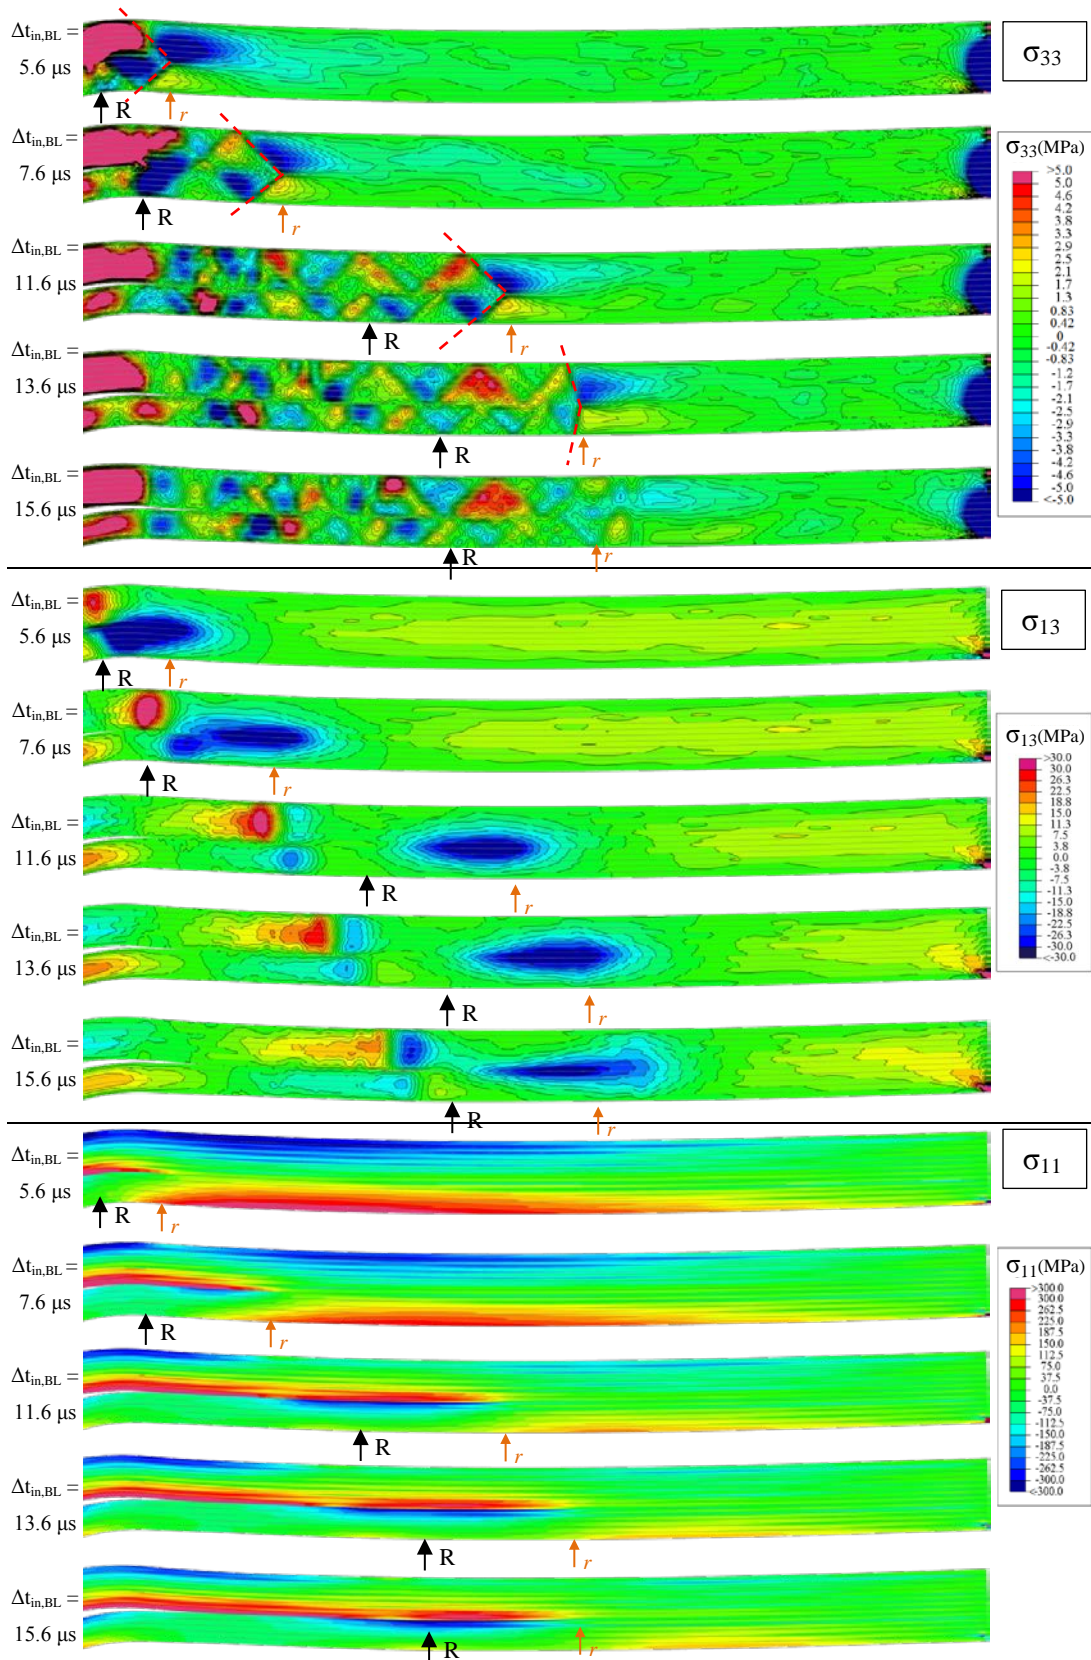 Δt_in,BL =
5.6 μs
R
r
σ33
Δt_in,BL =
7.6 μs
R
r
Δt_in,BL =
11.6 μs
R
r
Δt_in,BL =
13.6 μs
R
r
Δt_in,BL =
15.6 μs
R
r
σ33(MPa)
>5.0
5.0
4.6
4.2
3.3
2.9
2.5
2.1
1.7
1.3
0.83
0.42
0
-0.42
-0.83
-1.2
-1.7
-2.1
-2.5
-2.9
-3.3
-4.2
-4.6
-5.0
<-5.0
Δt_in,BL =
5.6 μs
R
r
σ13
Δt_in,BL =
7.6 μs
R
r
Δt_in,BL =
11.6 μs
R
r
Δt_in,BL =
13.6 μs
R
r
Δt_in,BL =
15.6 μs
R
r
σ13(MPa)
>30.0
30.0
26.3
22.5
18.8
15.0
11.3
7.5
3.8
0.0
-3.8
-7.5
-11.3
-15.0
-18.8
-22.5
-26.3
-30.0
<-30.0
Δt_in,BL =
5.6 μs
R
r
σ11
Δt_in,BL =
7.6 μs
R
r
Δt_in,BL =
11.6 μs
R
r
Δt_in,BL =
13.6 μs
R
r
Δt_in,BL =
15.6 μs
R
r
σ11(MPa)
>300.0
300.0
262.5
225.0
187.5
150.0
112.5
75.0
37.5
0.0
-37.5
-75.0
-112.5
-150.0
-187.5
-225.0
-262.5
-300.0
<300.0